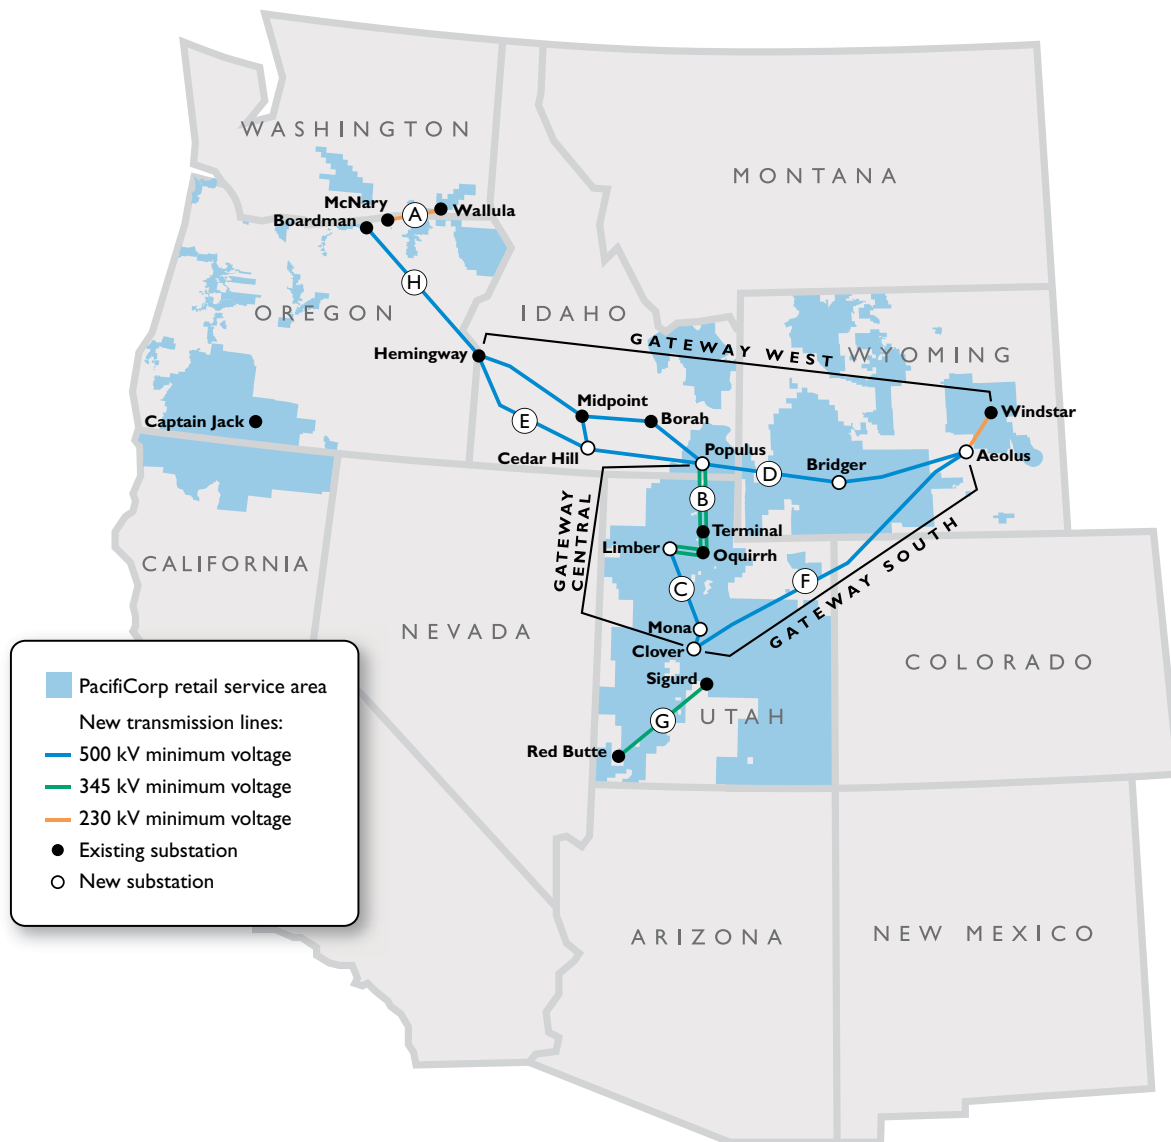 WASHINGTON
MONTANA
McNary
A
Wallula
Boardman
H
OREGON
IDAHO
GATEWAY WEST
WYOMING
Hemingway
Captain Jack
E
Midpoint
Borah
Windstar
Cedar Hill
Populus
D
Bridger
Aeolus
B
GATEWAY
CENTRAL
Terminal
Limber
Oquirrh
CALIFORNIA
C
F
GATEWAY SOUTH
NEVADA
Mona
Clover
COLORADO
Sigurd
G
UTAH
Red Butte
PacifiCorp retail service area
New transmission lines:
500 kV minimum voltage
345 kV minimum voltage
230 kV minimum voltage
Existing substation
New substation
ARIZONA
NEW MEXICO